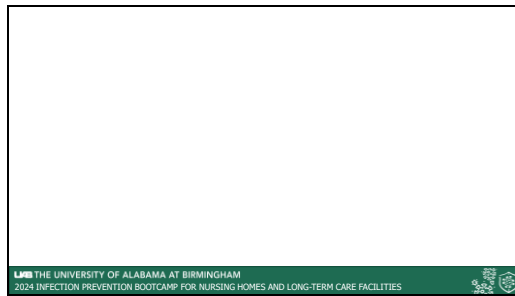 UAB THE UNIVERSITY OF ALABAMA AT BIRMINGHAM
2024 INFECTION PREVENTION BOOTCAMP FOR NURSING HOMES AND LONG-TERM CARE FACILITIES